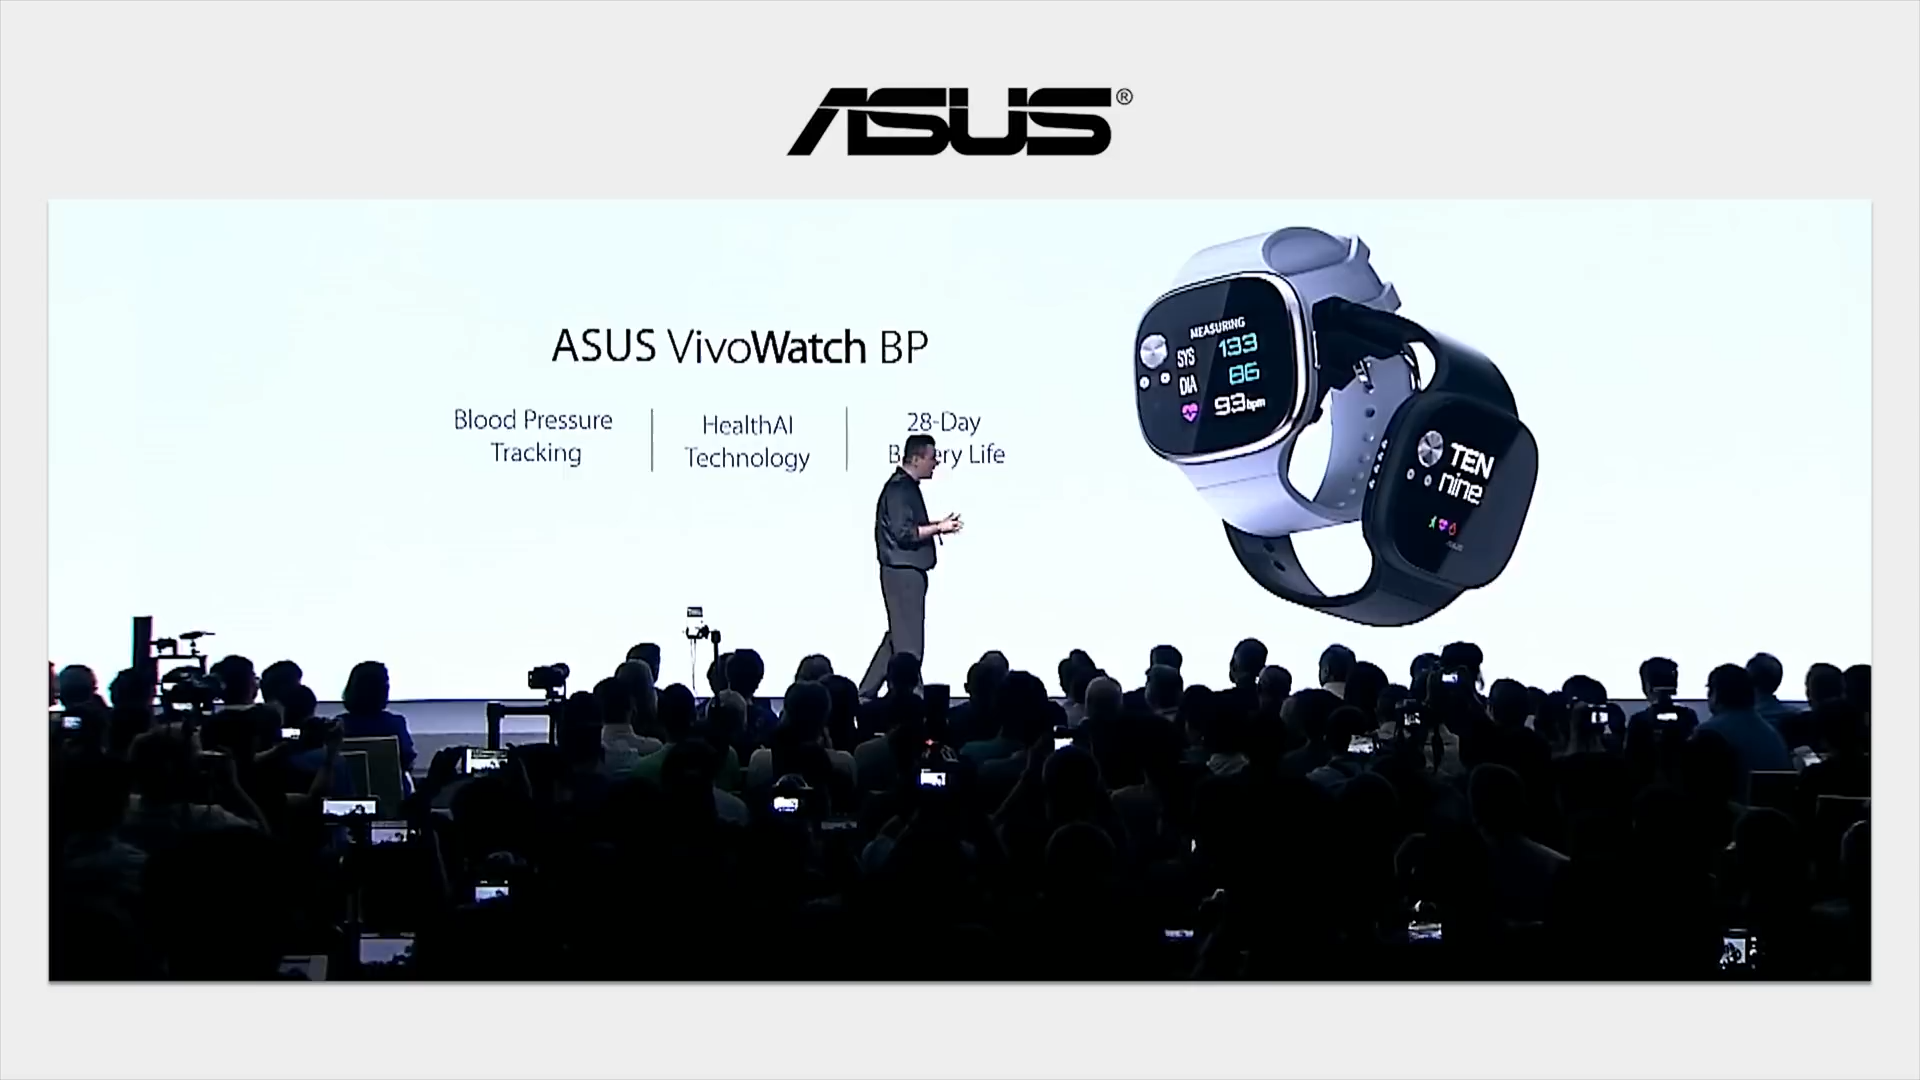 ASUS®
ASUS VivoWatch BP
Blood Pressure
Tracking
HealthAI
Technology
28-Day
Life
MEASURING
SYS 133
DIA 86
93bpm
TEN
nine
ASUS